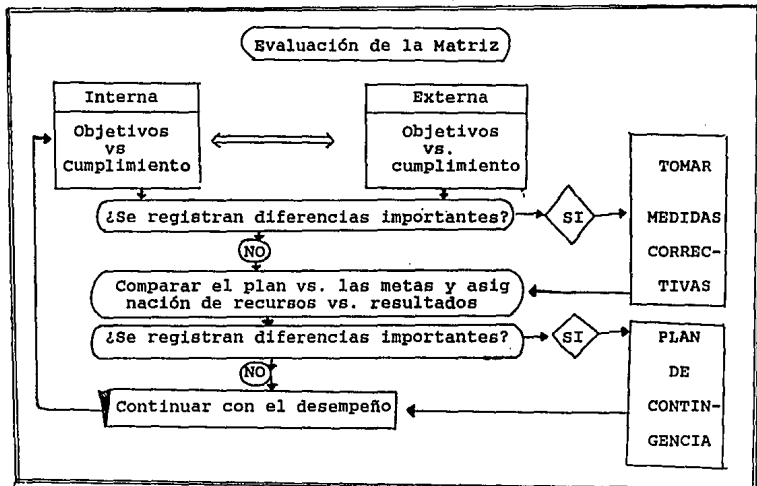 Evaluación de la Matriz
Interna
Objetivos
vs
Cumplimiento
Externa
Objetivos
vs.
cumplimiento
¿Se registran diferencias importantes?
SI
TOMAR
MEDIDAS
CORREC-
TIVAS
NO
Comparar el plan vs. las metas y asig
nación de recursos vs. resultados
¿Se registran diferencias importantes?
SI
PLAN
DE
CONTIN-
GENCIA
NO
Continuar con el desempeño